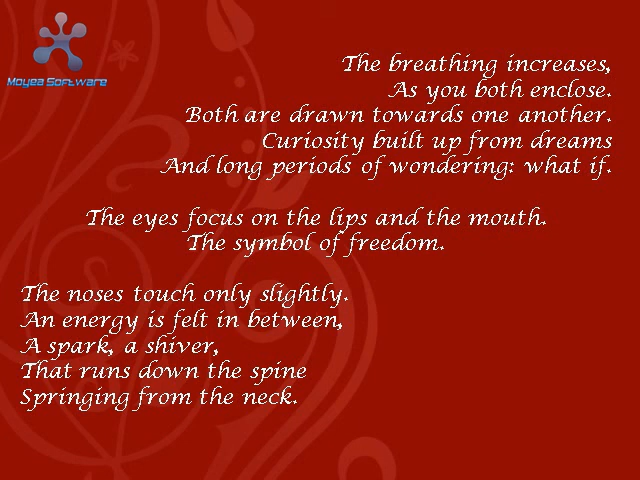 Moyea Software
The breathing increases,
As you both enclose.
Both are drawn towards one another.
Curiosity built up from dreams
And long periods of wondering: what if.
The eyes focus on the lips and the mouth.
The symbol of freedom.
The noses touch only slightly.
An energy is felt in between,
A spark, a shiver,
That runs down the spine
Springing from the neck.